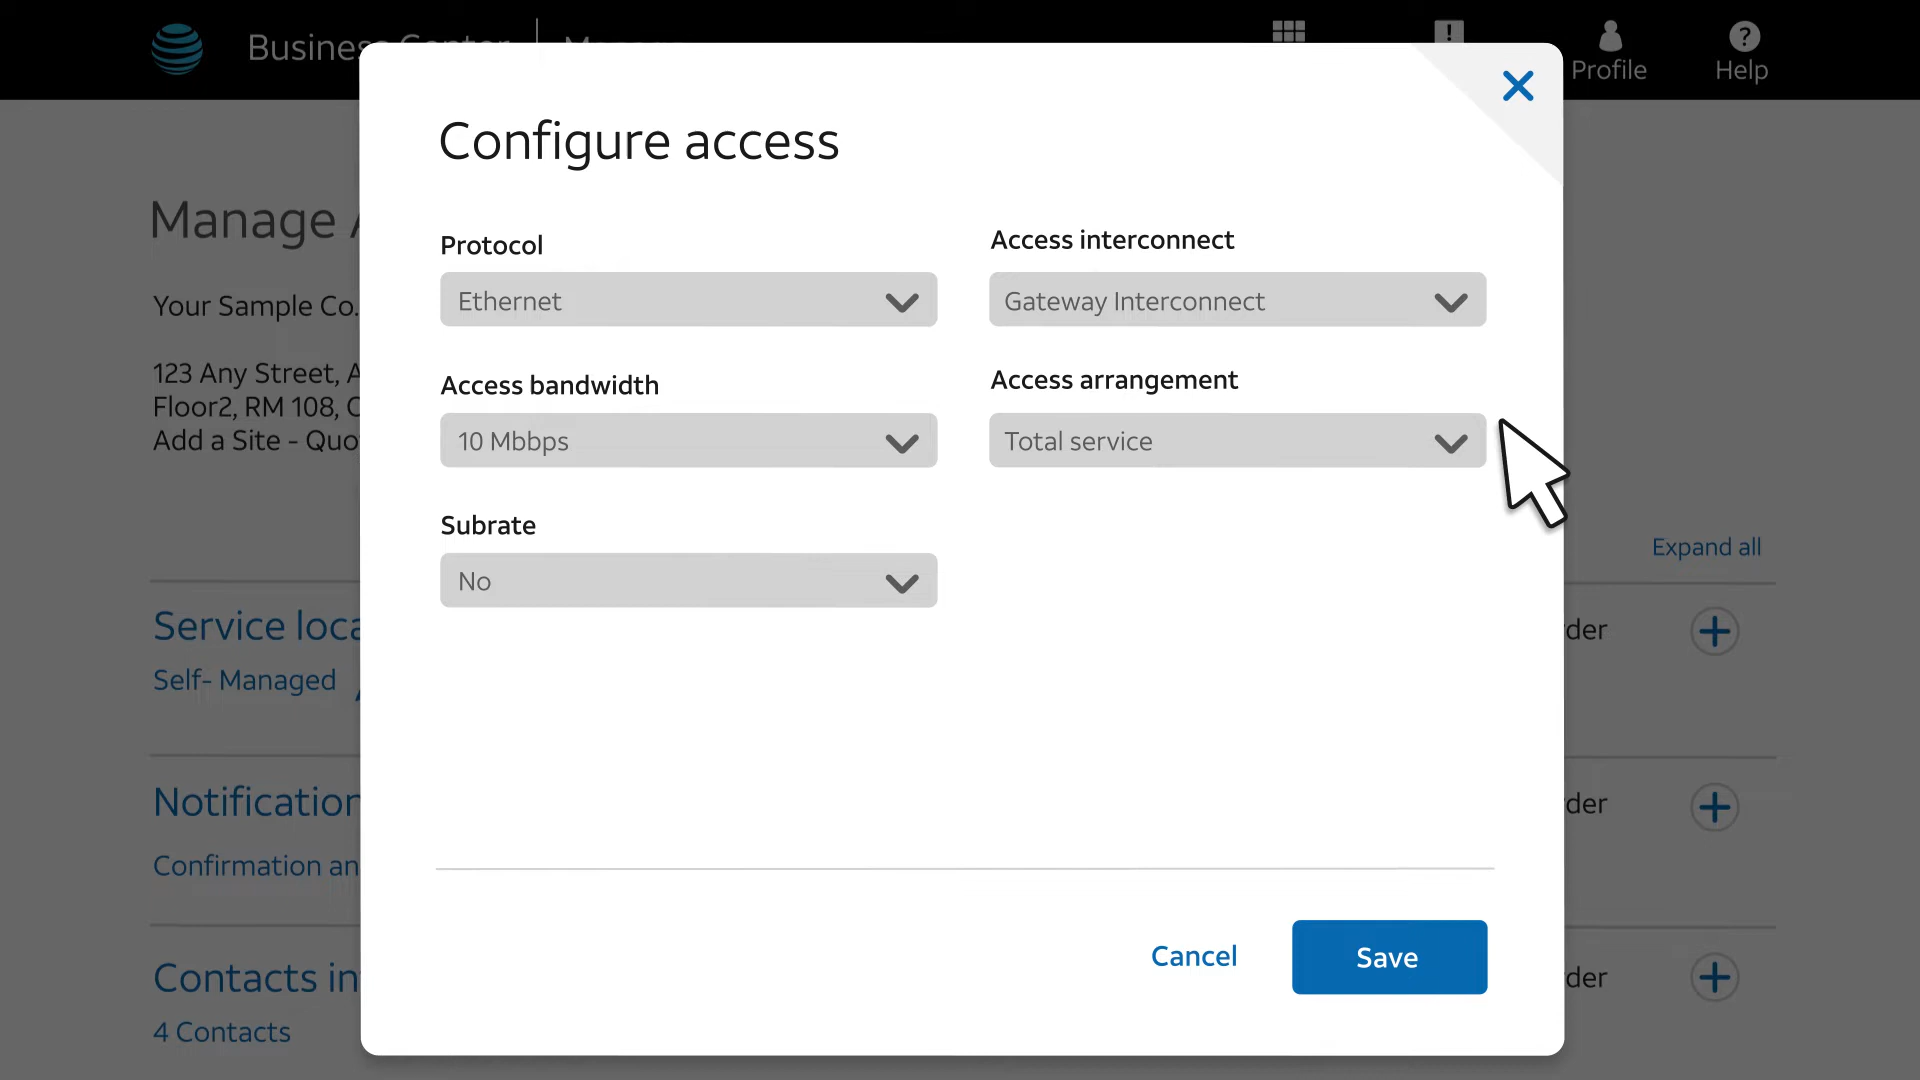 Business Center
Profile
Help
Configure access
Manage
Protocol
Access interconnect
Ethernet
Gateway Interconnect
Your Sample Co.
123 Any Street, A
Floor2, RM 108, C
Add a Site - Quo
Access bandwidth
Access arrangement
10 Mbbps
Total service
Subrate
No
Expand all
Service loca
der
Self- Managed
Notification
der
Confirmation an
Contacts in
der
4 Contacts
Cancel
Save